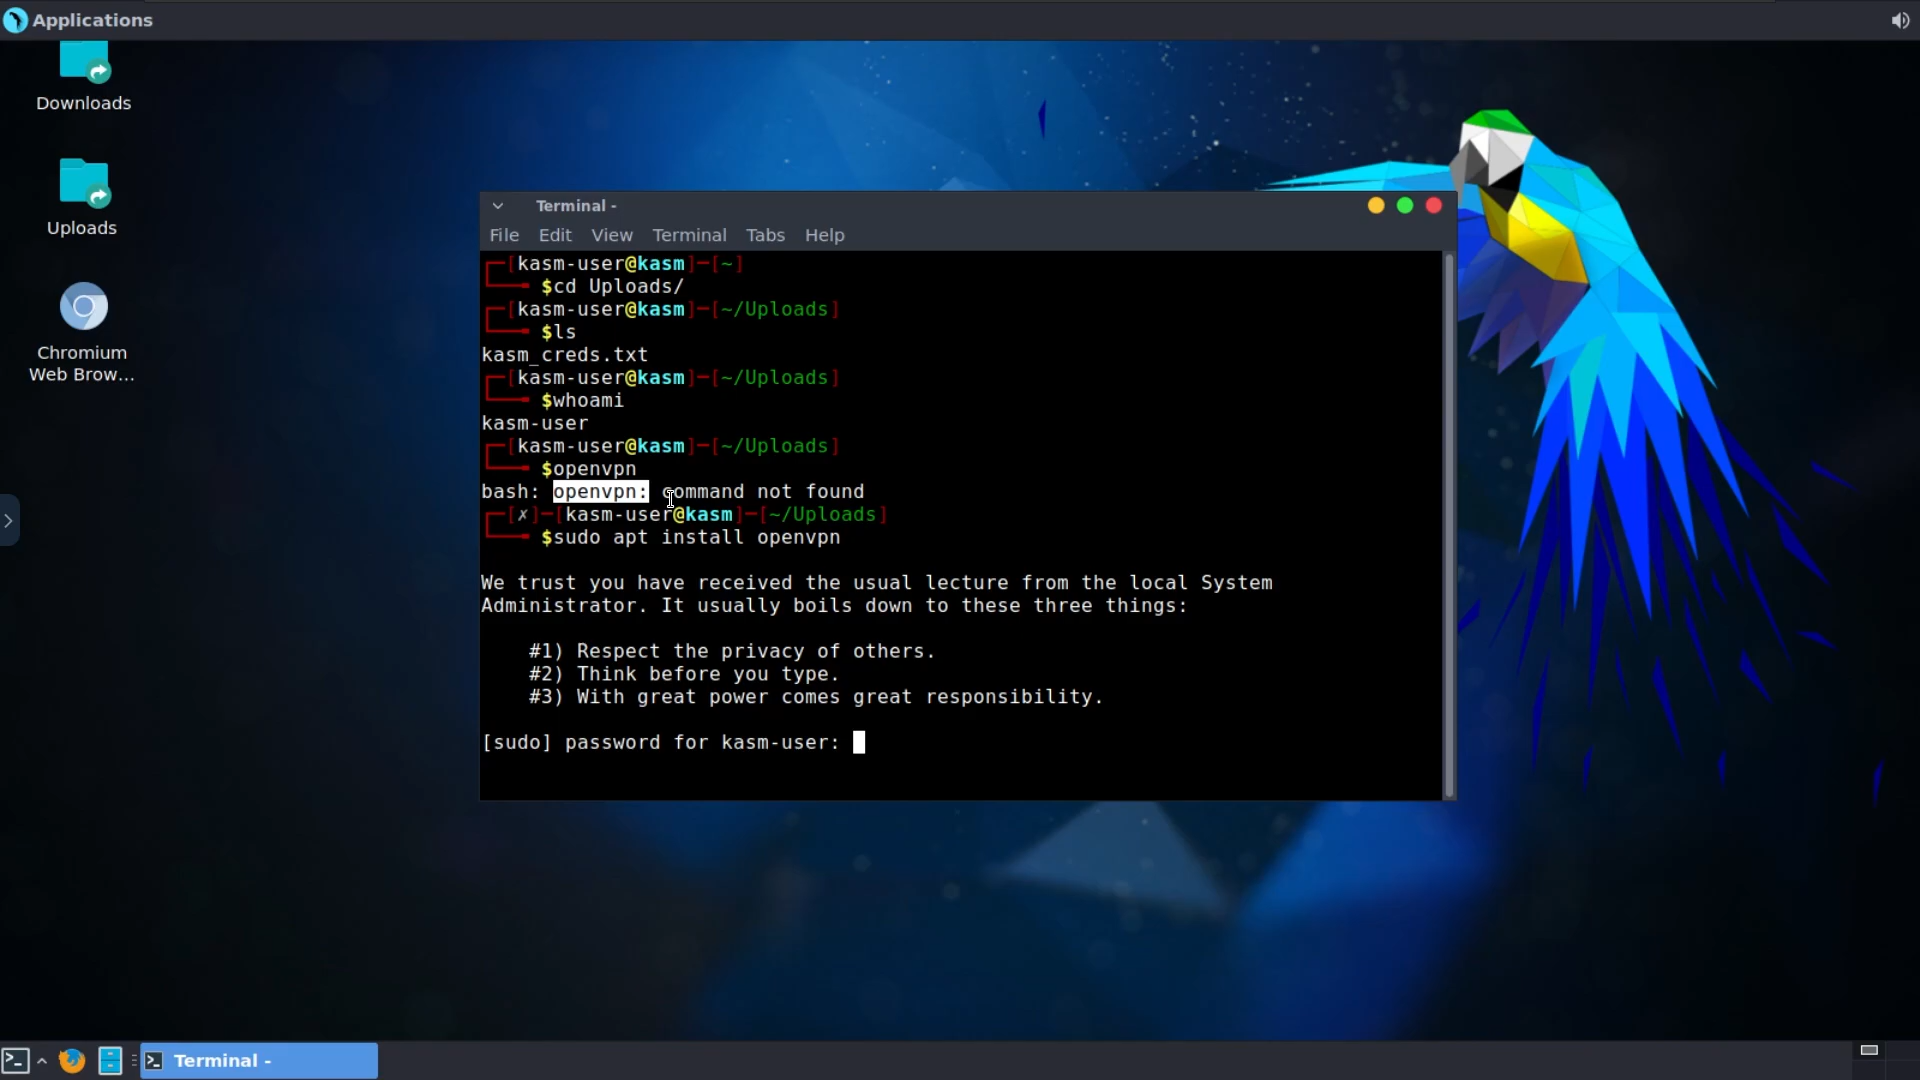 Applications
Downloads
Uploads
Chromium
Web Brow...
Terminal -
File Edit View Terminal Tabs Help
[kasm-user@kasm]─[~]
$cd Uploads/
[kasm-user@kasm]─[~/Uploads]
$ls
kasm_creds.txt
[kasm-user@kasm]─[~/Uploads]
$whoami
kasm-user
[kasm-user@kasm]─[~/Uploads]
$openvpn
bash: openvpn: command not found
[✗]─[kasm-user@kasm]─[~/Uploads]
$sudo apt install openvpn
We trust you have received the usual lecture from the local System
Administrator. It usually boils down to these three things:
#1) Respect the privacy of others.
#2) Think before you type.
#3) With great power comes great responsibility.
[sudo] password for kasm-user:
Terminal -